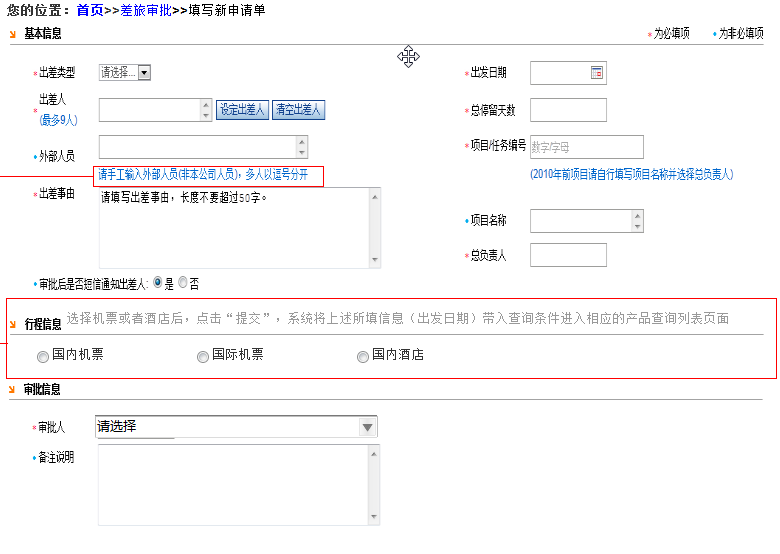 您的位置：首页>>差旅审批>>填写新申请单
基本信息
*为必填项 ♦为非必填项
*出差类型 请选择... *出发日期
*出差人 (最多9人) 设定出差人 清空出差人 *总停留天数
♦外部人员 *项目/任务编号 数字/字母
请手工输入外部人员(非本公司人员)，多人以逗号分开 (2010年前项目请自行填写项目名称并选择总负责人)
*出差事由 请填写出差事由，长度不要超过50字。
♦项目名称
*总负责人
♦审批后是否短信通知出差人: 是 否
行程信息 选择机票或者酒店后，点击“提交”，系统将上述所填信息（出发日期）带入查询条件进入相应的产品查询列表页面
国内机票 国际机票 国内酒店
审批信息
*审批人 请选择
♦备注说明